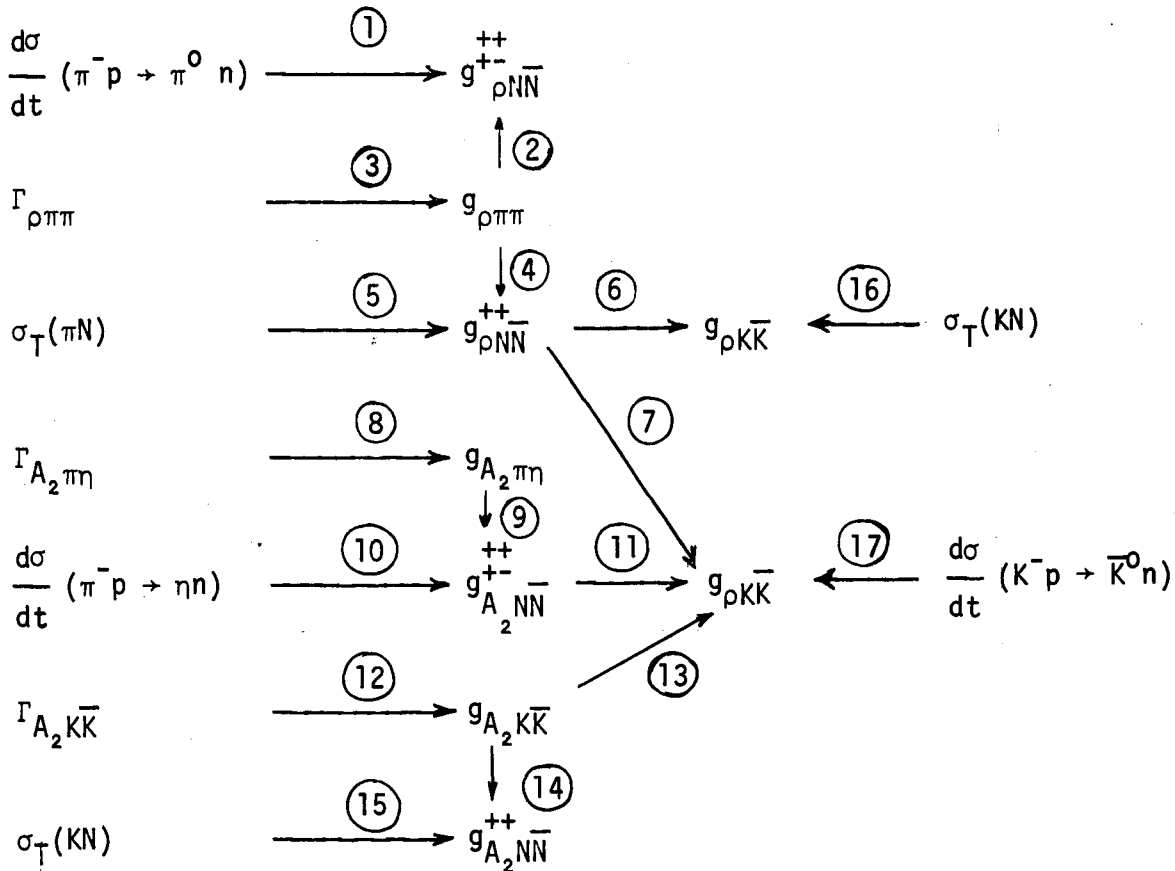 dσ/dt (π⁻p → π⁰ n) ① g⁺⁺₊₋ ρNN̅
②
Γρππ ③ gρππ
④
σT(πN) ⑤ g⁺⁺ρNN̅ ⑥ gρKK̅ ⑯ σT(KN)
⑦
ΓA₂πη ⑧ gA₂πη
⑨
dσ/dt (π⁻p → ηn) ⑩ g⁺⁺₊₋ A₂NN̅ ⑪ gρKK̅ ⑰ dσ/dt (K⁻p → K̅⁰n)
⑬
ΓA₂KK̅ ⑫ gA₂KK̅
⑭
σT(KN) ⑮ g⁺⁺A₂NN̅